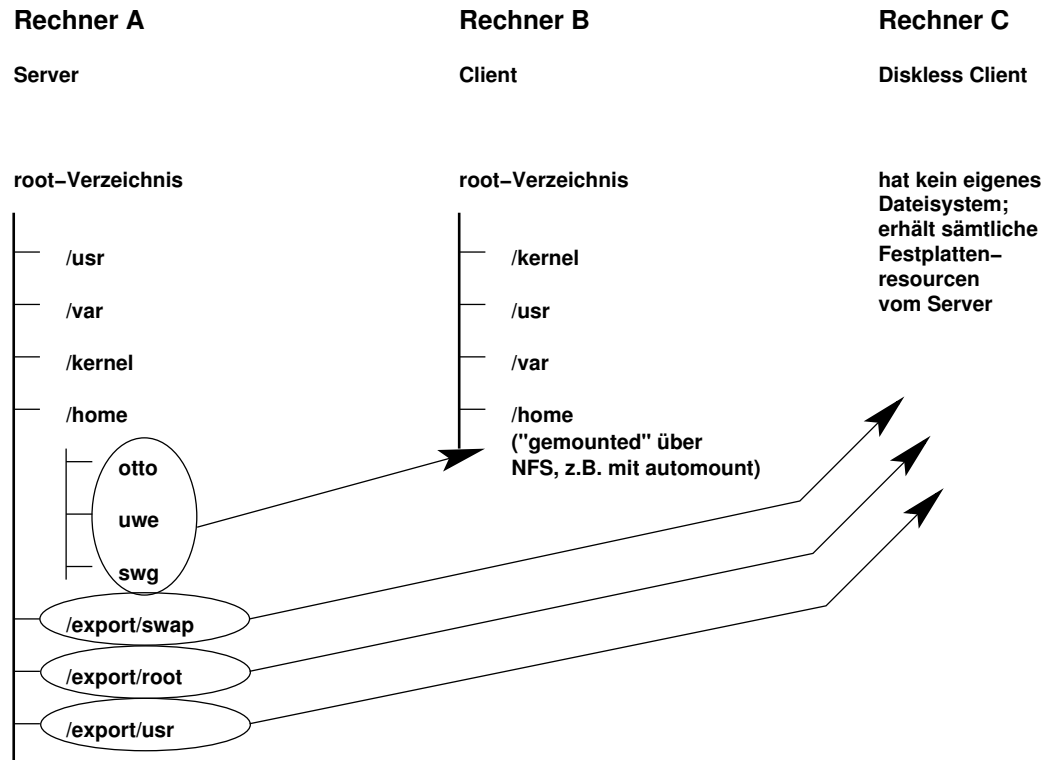 Rechner A
Server
root−Verzeichnis
/usr
/var
/kernel
/home
otto
uwe
swg
/export/swap
/export/root
/export/usr
Rechner B
Client
root−Verzeichnis
/kernel
/usr
/var
/home
("gemounted" über
NFS, z.B. mit automount)
Rechner C
Diskless Client
hat kein eigenes
Dateisystem;
erhält sämtliche
Festplatten−
resourcen
vom Server